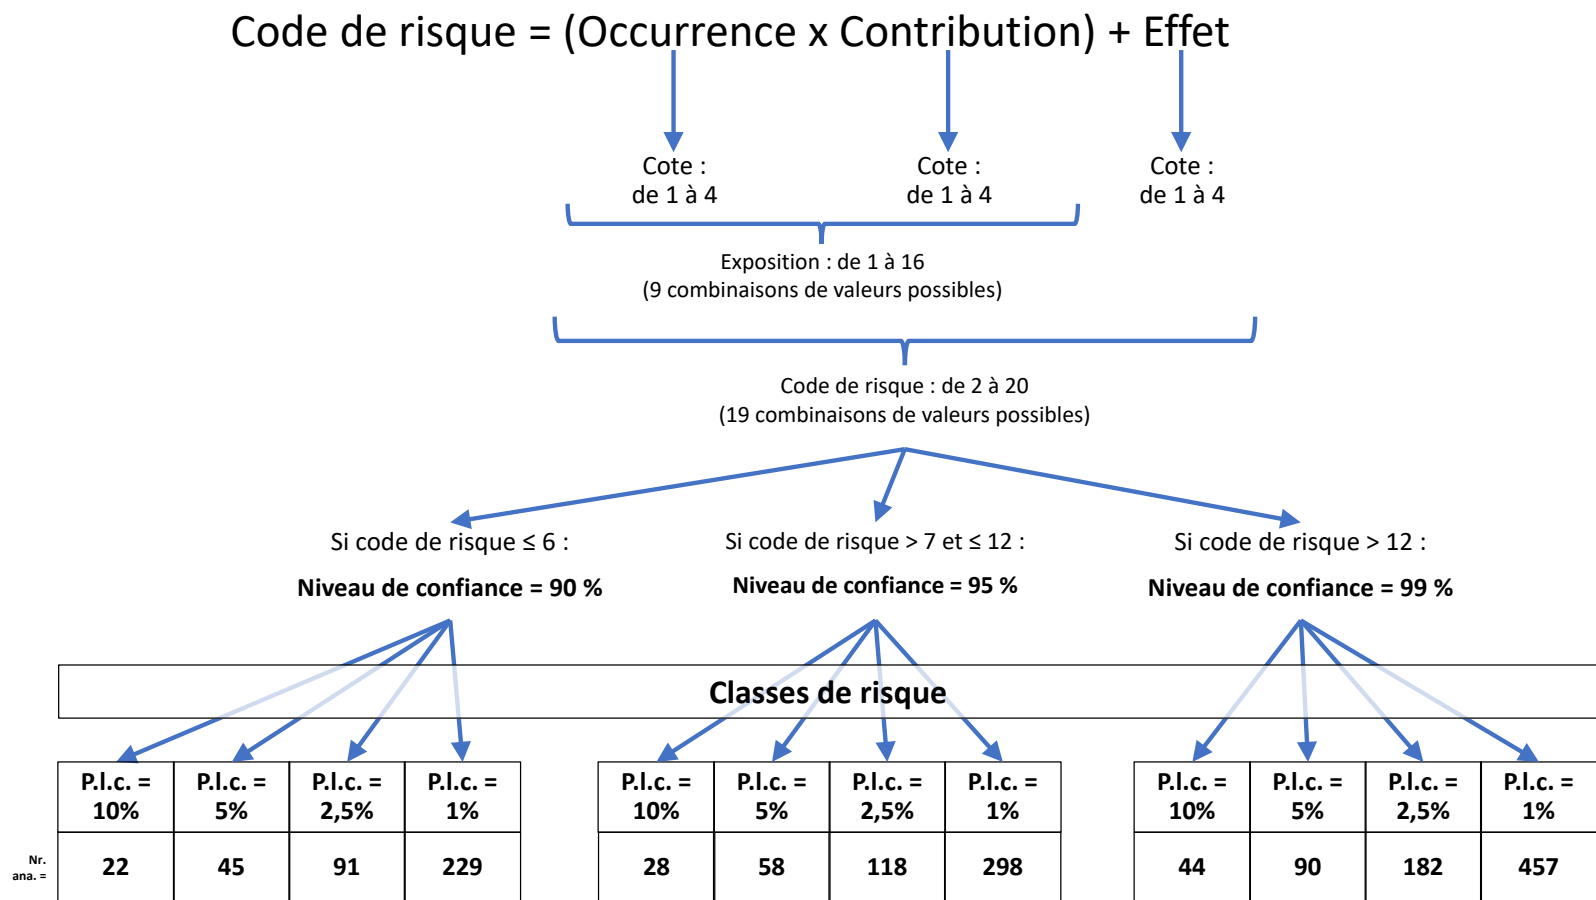 Code de risque = (Occurrence x Contribution) + Effet
Cote :
de 1 à 4
Cote :
de 1 à 4
Cote :
de 1 à 4
Exposition : de 1 à 16
(9 combinaisons de valeurs possibles)
Code de risque : de 2 à 20
(19 combinaisons de valeurs possibles)
Si code de risque ≤ 6 :
Niveau de confiance = 90 %
Si code de risque > 7 et ≤ 12 :
Niveau de confiance = 95 %
Si code de risque > 12 :
Niveau de confiance = 99 %
Classes de risque
P.l.c. =
10%
P.l.c. =
5%
P.l.c. =
2,5%
P.l.c. =
1%
P.l.c. =
10%
P.l.c. =
5%
P.l.c. =
2,5%
P.l.c. =
1%
P.l.c. =
10%
P.l.c. =
5%
P.l.c. =
2,5%
P.l.c. =
1%
Nr.
ana. =
22
45
91
229
28
58
118
298
44
90
182
457